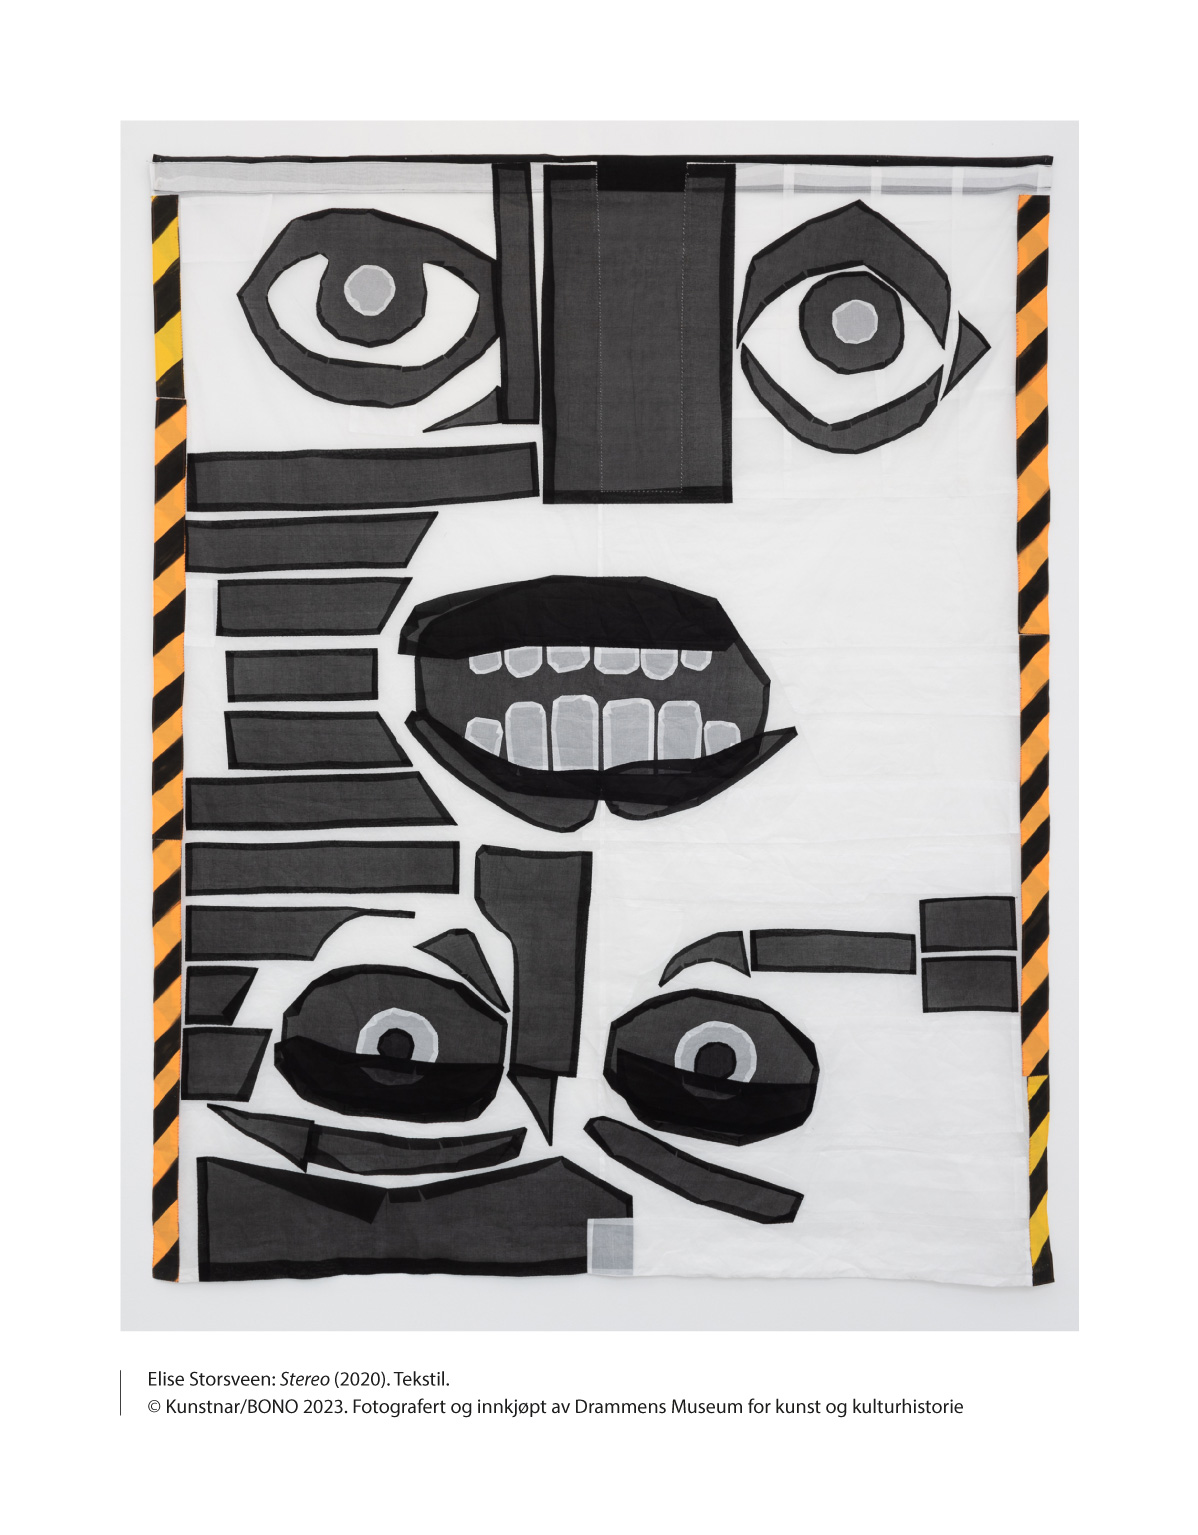 Elise Storsveen: Stereo (2020). Tekstil.
© Kunstnar/BONO 2023. Fotografert og innkjøpt av Drammens Museum for kunst og kulturhistorie